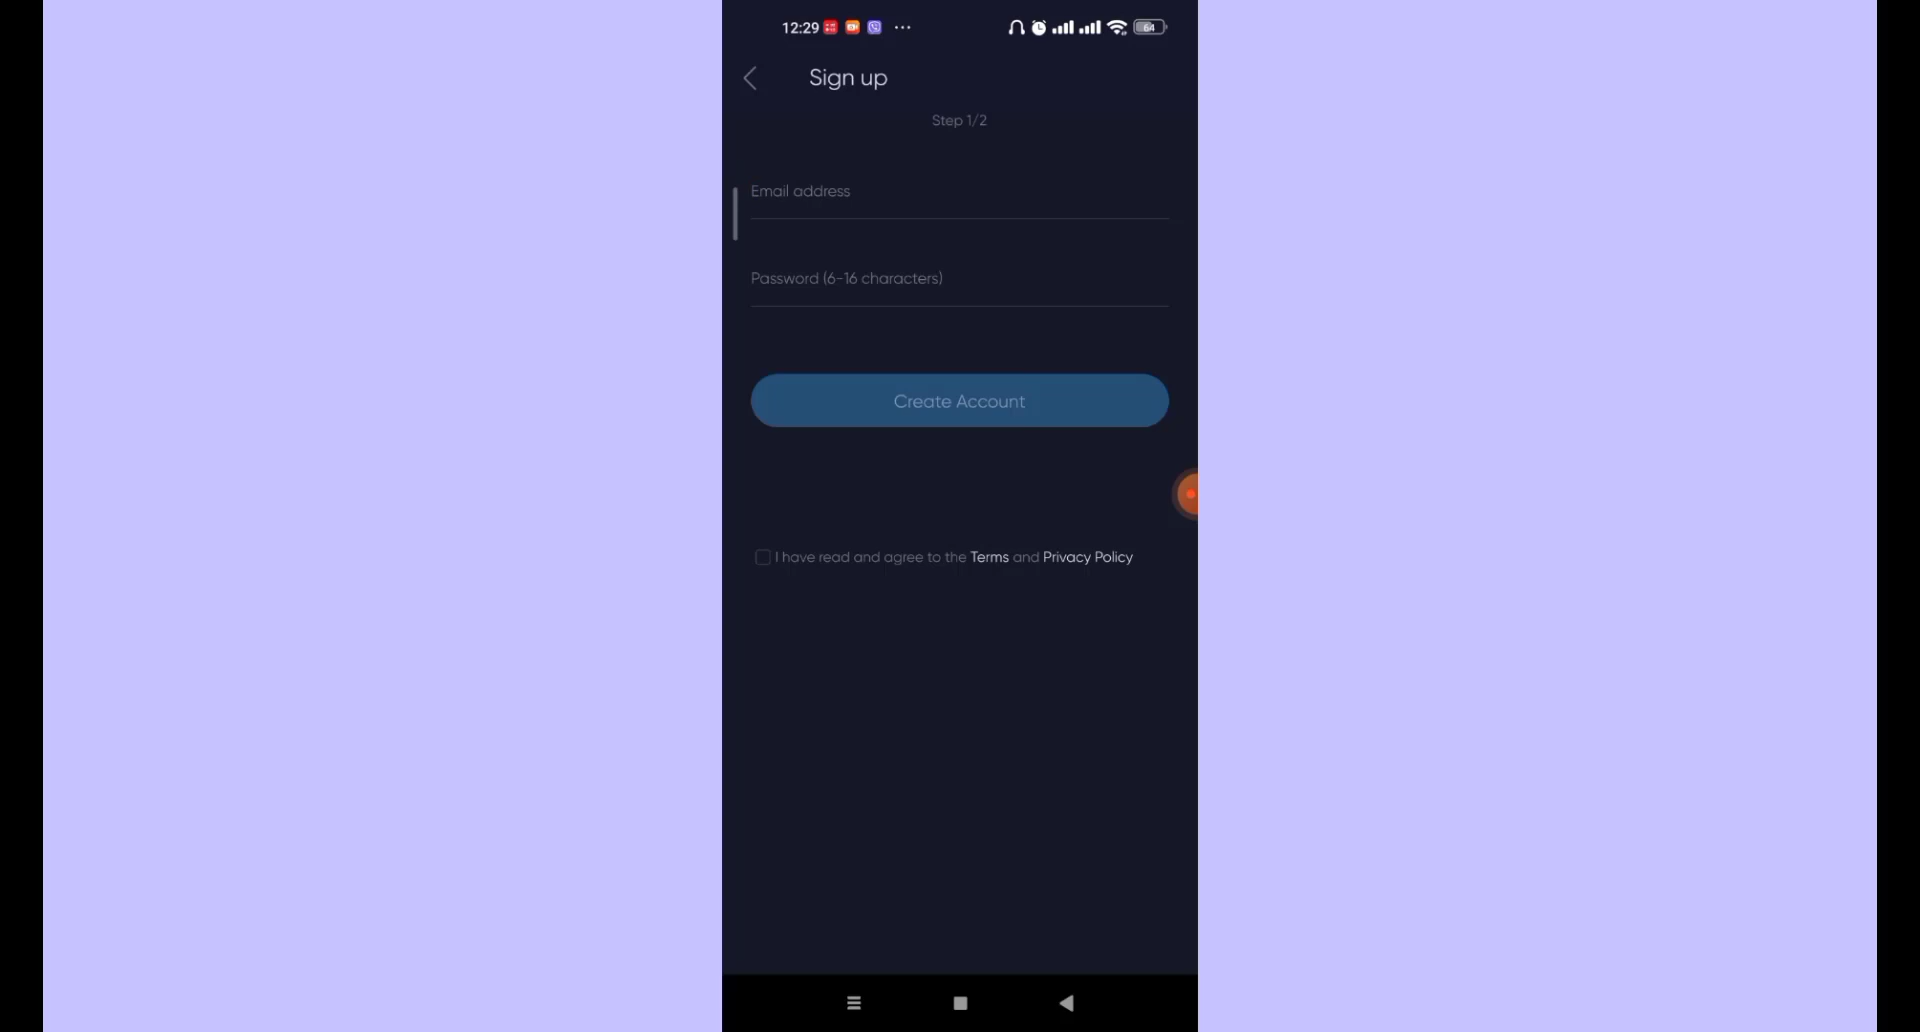 12:29 ... 64
Sign up
Step 1/2
Email address
Password (6-16 characters)
Create Account
I have read and agree to the Terms and Privacy Policy